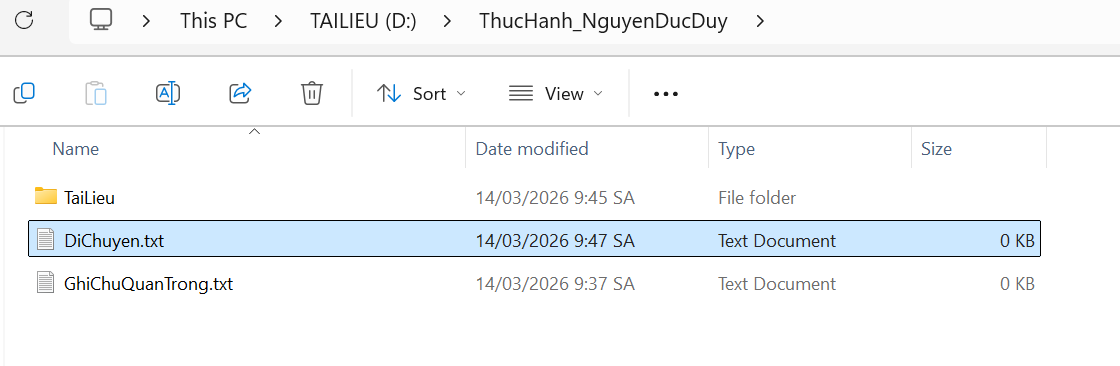 This PC > TAILIEU (D:) > ThucHanh_NguyenDucDuy >
Sort View
Name Date modified Type Size
TaiLieu 14/03/2026 9:45 SA File folder
DiChuyen.txt 14/03/2026 9:47 SA Text Document 0 KB
GhiChuQuanTrong.txt 14/03/2026 9:37 SA Text Document 0 KB